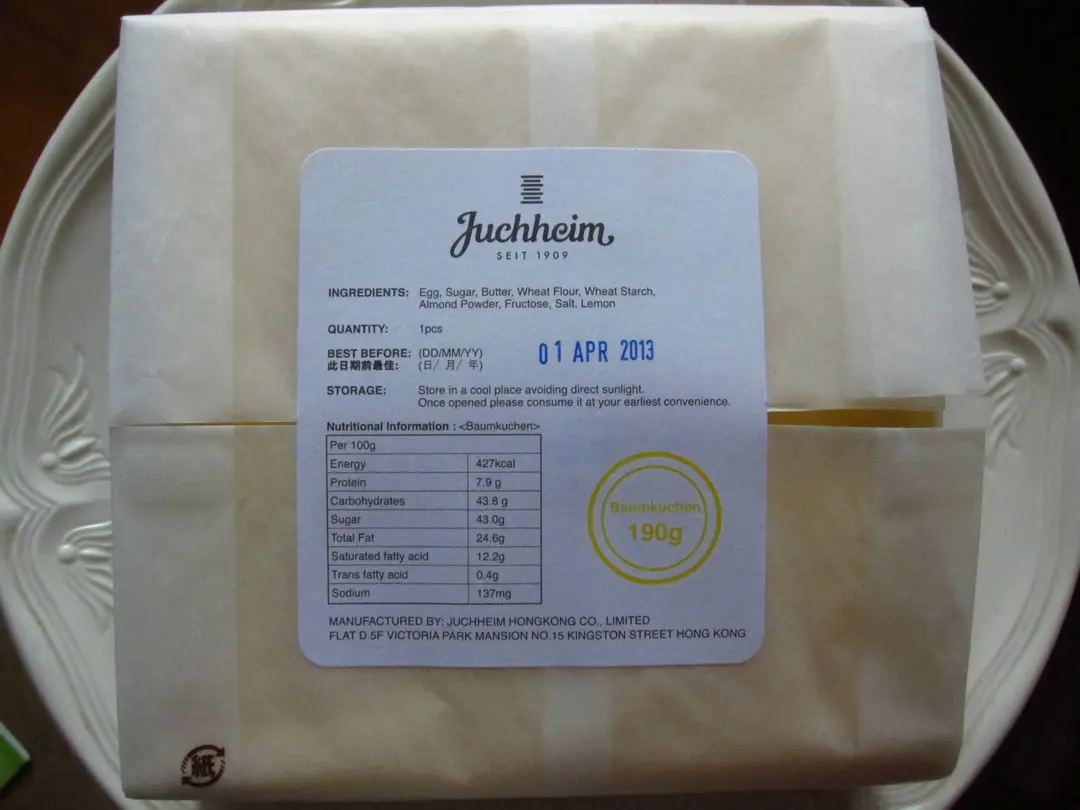 Juchheim
SEIT 1909
INGREDIENTS: Egg, Sugar, Butter, Wheat Flour, Wheat Starch,
Almond Powder, Fructose, Salt, Lemon
QUANTITY: 1pcs
BEST BEFORE: (DD/MM/YY) 01 APR 2013
此日期前最佳: (日/ 月/ 年)
STORAGE: Store in a cool place avoiding direct sunlight.
Once opened please consume it at your earliest convenience.
Nutritional Information : <Baumkuchen>
Per 100g
Energy 427kcal
Protein 7.9 g
Carbohydrates 43.8 g
Sugar 43.0g
Total Fat 24.6g
Saturated fatty acid 12.2g
Trans fatty acid 0.4g
Sodium 137mg
Baumkuchen
190g
MANUFACTURED BY: JUCHHEIM HONGKONG CO., LIMITED
FLAT D 5F VICTORIA PARK MANSION NO.15 KINGSTON STREET HONG KONG
紙